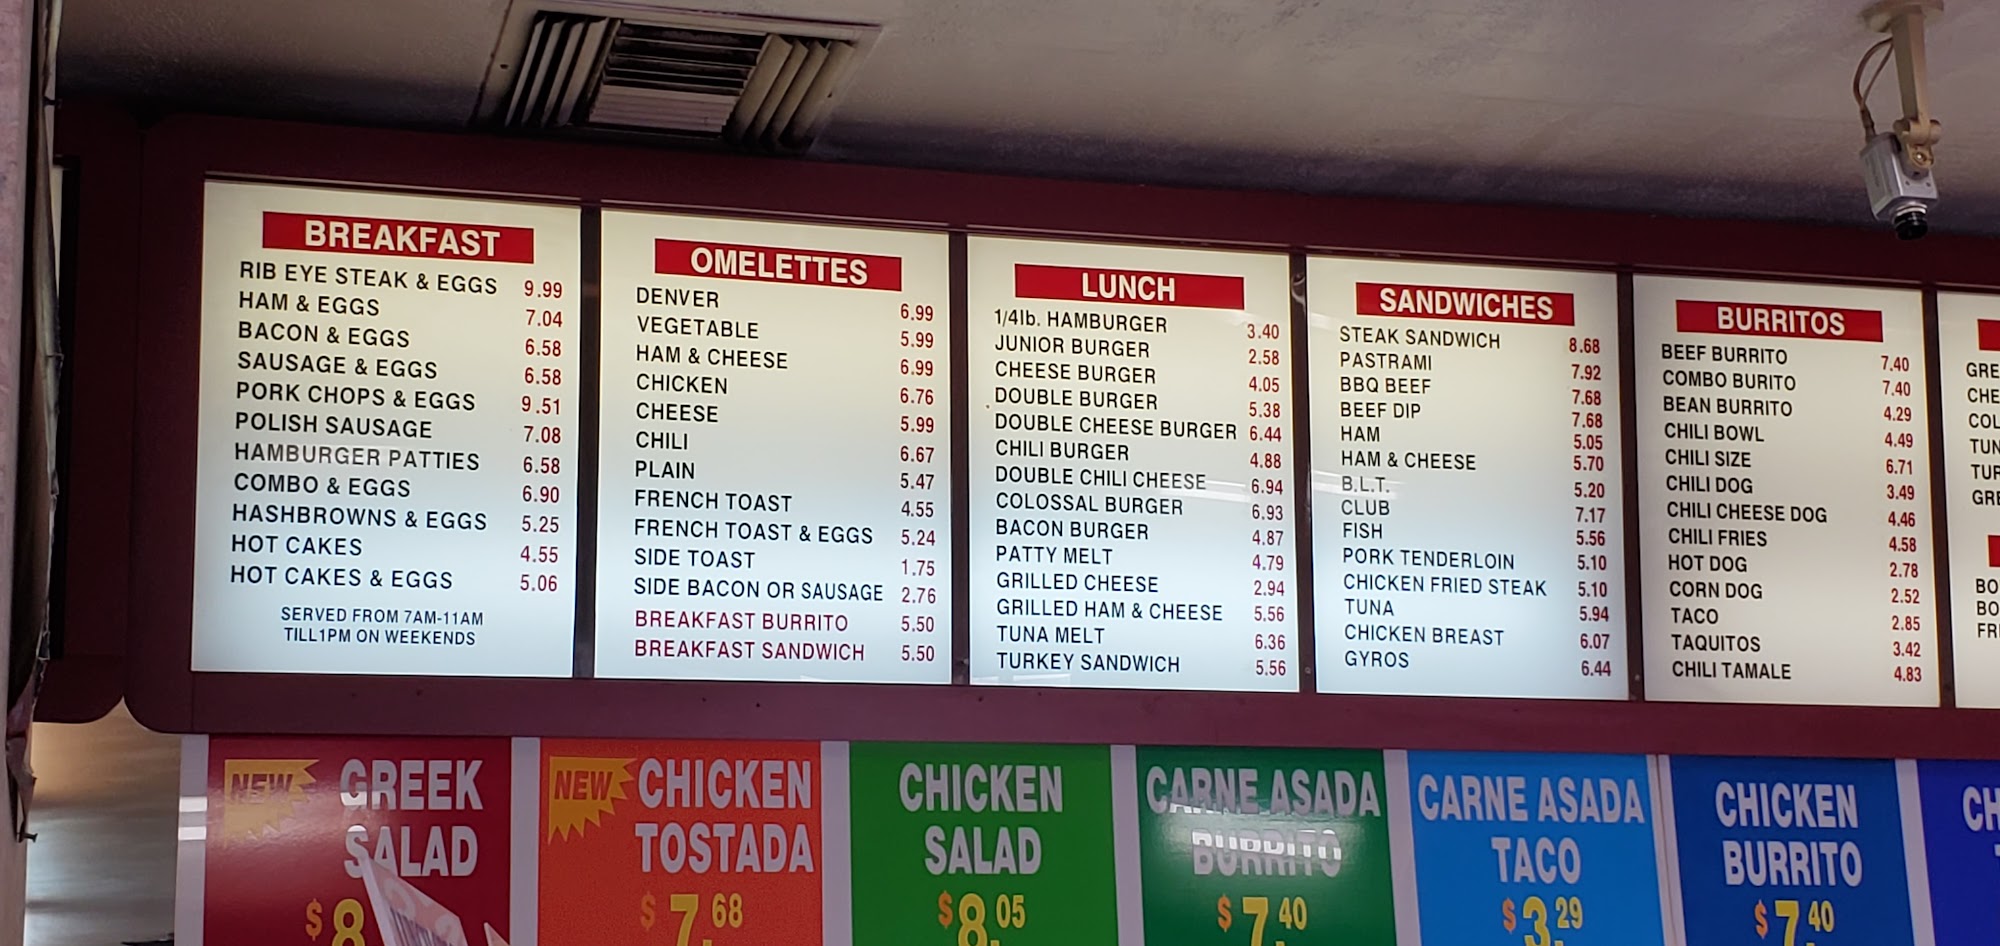 BREAKFAST
RIB EYE STEAK & EGGS 9.99
HAM & EGGS 7.04
BACON & EGGS 6.58
SAUSAGE & EGGS 6.58
PORK CHOPS & EGGS 9.51
POLISH SAUSAGE 7.08
HAMBURGER PATTIES 6.58
COMBO & EGGS 6.90
HASHBROWNS & EGGS 5.25
HOT CAKES 4.55
HOT CAKES & EGGS 5.06
SERVED FROM 7AM-11AM
TILL1PM ON WEEKENDS
OMELETTES
DENVER 6.99
VEGETABLE 5.99
HAM & CHEESE 6.99
CHICKEN 6.76
CHEESE 5.99
CHILI 6.67
PLAIN 5.47
FRENCH TOAST 4.55
FRENCH TOAST & EGGS 5.24
SIDE TOAST 1.75
SIDE BACON OR SAUSAGE 2.76
BREAKFAST BURRITO 5.50
BREAKFAST SANDWICH 5.50
LUNCH
1/4lb. HAMBURGER 3.40
JUNIOR BURGER 2.58
CHEESE BURGER 4.05
DOUBLE BURGER 5.38
DOUBLE CHEESE BURGER 6.44
CHILI BURGER 4.88
DOUBLE CHILI CHEESE 6.94
COLOSSAL BURGER 6.93
BACON BURGER 4.87
PATTY MELT 4.79
GRILLED CHEESE 2.94
GRILLED HAM & CHEESE 5.56
TUNA MELT 6.36
TURKEY SANDWICH 5.56
SANDWICHES
STEAK SANDWICH 8.68
PASTRAMI 7.92
BBQ BEEF 7.68
BEEF DIP 7.68
HAM 5.05
HAM & CHEESE 5.70
B.L.T. 5.20
CLUB 7.17
FISH 5.56
PORK TENDERLOIN 5.10
CHICKEN FRIED STEAK 5.10
TUNA 5.94
CHICKEN BREAST 6.07
GYROS 6.44
BURRITOS
BEEF BURRITO 7.40
COMBO BURITO 7.40
BEAN BURRITO 4.29
CHILI BOWL 4.49
CHILI SIZE 6.71
CHILI DOG 3.49
CHILI CHEESE DOG 4.46
CHILI FRIES 4.58
HOT DOG 2.78
CORN DOG 2.52
TACO 2.85
TAQUITOS 3.42
CHILI TAMALE 4.83
GRE
CHE
COL
TUN
TUR
GRE
BO
BO
FRI
NEW GREEK
SALAD
$8
NEW CHICKEN
TOSTADA
$7.68
CHICKEN
SALAD
$8.05
CARNE ASADA
BURRITO
$7.40
CARNE ASADA
TACO
$3.29
CHICKEN
BURRITO
$7.40
CH